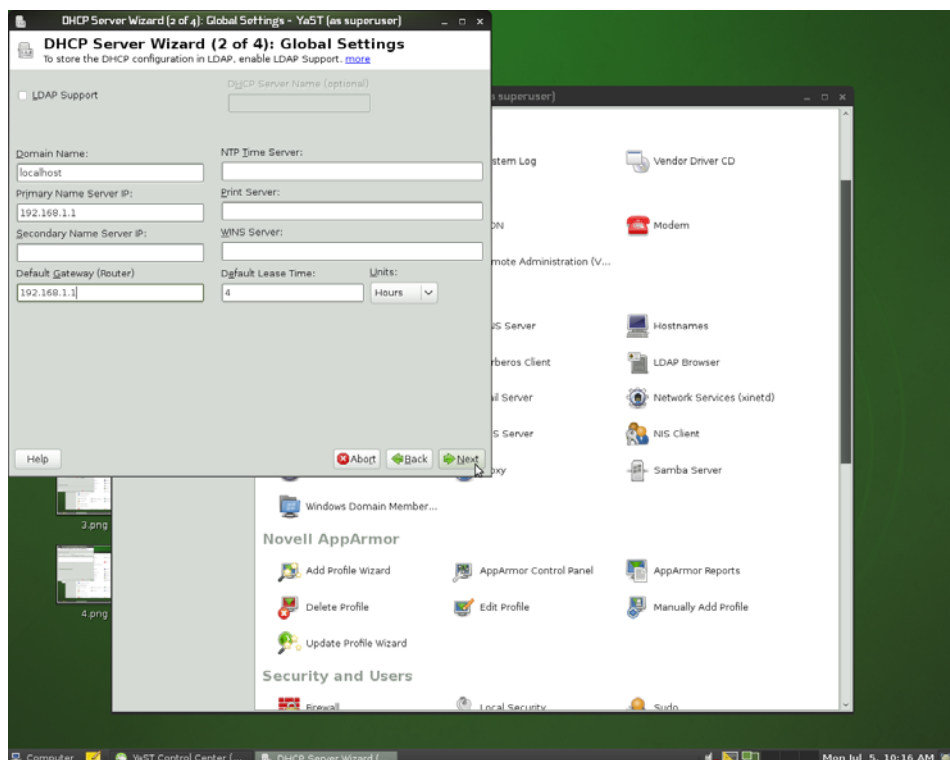 DHCP Server Wizard (2 of 4): Global Settings - YaST (as superuser)
DHCP Server Wizard (2 of 4): Global Settings
To store the DHCP configuration in LDAP, enable LDAP Support. more
LDAP Support
DHCP Server Name (optional)
Domain Name:
localhost
NTP Time Server:
Primary Name Server IP:
192.168.1.1
Print Server:
Secondary Name Server IP:
WINS Server:
Default Gateway (Router)
192.168.1.1
Default Lease Time:
4
Units:
Hours
Help
Abort
Back
Next
s superuser)
stem Log
Vendor Driver CD
Modem
mote Administration (V...
NS Server
Hostnames
rberos Client
LDAP Browser
ail Server
Network Services (xinetd)
S Server
NIS Client
oxy
Samba Server
Windows Domain Member...
Novell AppArmor
Add Profile Wizard
AppArmor Control Panel
AppArmor Reports
Delete Profile
Edit Profile
Manually Add Profile
Update Profile Wizard
Security and Users
Firewall
Local Security
Sudo
3.png
4.png
Computer
YaST Control Center (...
DHCP Server Wizard (
Mon Jul 5, 10:16 AM